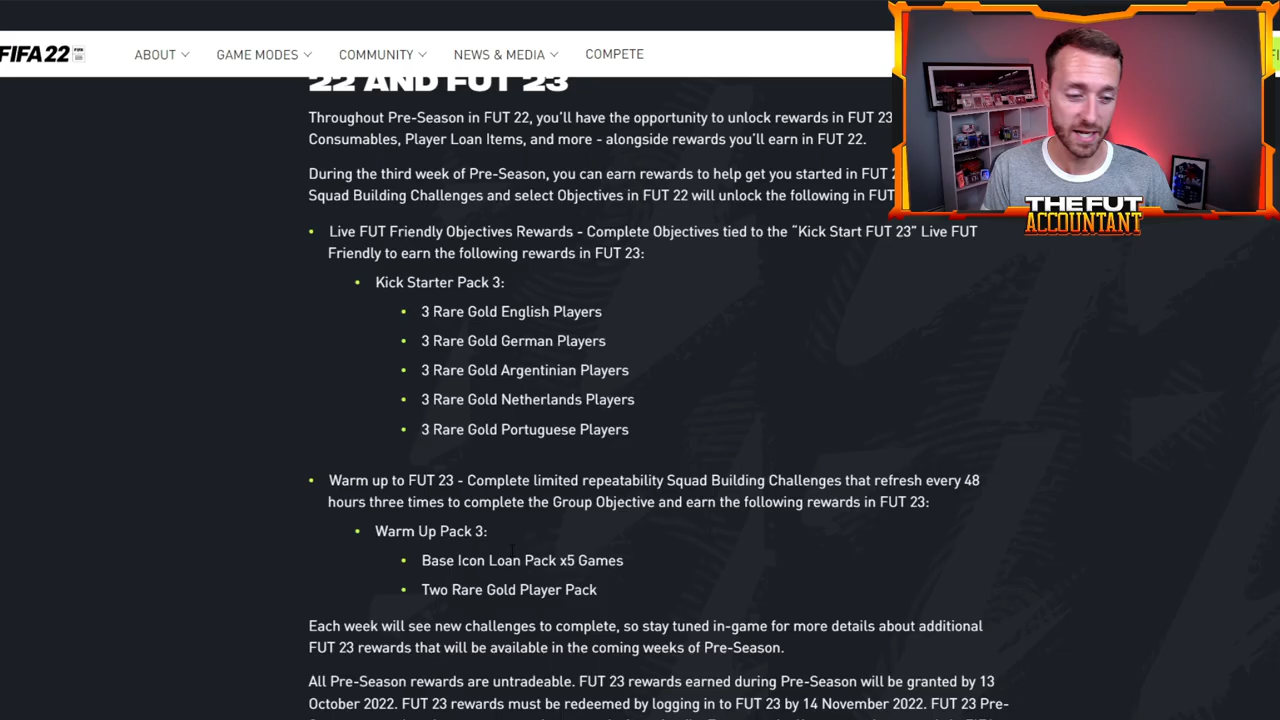 FIFA 22
ABOUT
GAME MODES
COMMUNITY
NEWS & MEDIA
COMPETE
22 AND FUT 23
Throughout Pre-Season in FUT 22, you'll have the opportunity to unlock rewards in FUT 23
Consumables, Player Loan Items, and more - alongside rewards you'll earn in FUT 22.
During the third week of Pre-Season, you can earn rewards to help get you started in FUT
Squad Building Challenges and select Objectives in FUT 22 will unlock the following in FUT
• Live FUT Friendly Objectives Rewards - Complete Objectives tied to the "Kick Start FUT 23" Live FUT
Friendly to earn the following rewards in FUT 23:
• Kick Starter Pack 3:
• 3 Rare Gold English Players
• 3 Rare Gold German Players
• 3 Rare Gold Argentinian Players
• 3 Rare Gold Netherlands Players
• 3 Rare Gold Portuguese Players
• Warm up to FUT 23 - Complete limited repeatability Squad Building Challenges that refresh every 48
hours three times to complete the Group Objective and earn the following rewards in FUT 23:
• Warm Up Pack 3:
• Base Icon Loan Pack x5 Games
• Two Rare Gold Player Pack
Each week will see new challenges to complete, so stay tuned in-game for more details about additional
FUT 23 rewards that will be available in the coming weeks of Pre-Season.
All Pre-Season rewards are untradeable. FUT 23 rewards earned during Pre-Season will be granted by 13
October 2022. FUT 23 rewards must be redeemed by logging in to FUT 23 by 14 November 2022. FUT 23 Pre-
THE FUT
ACCOUNTANT